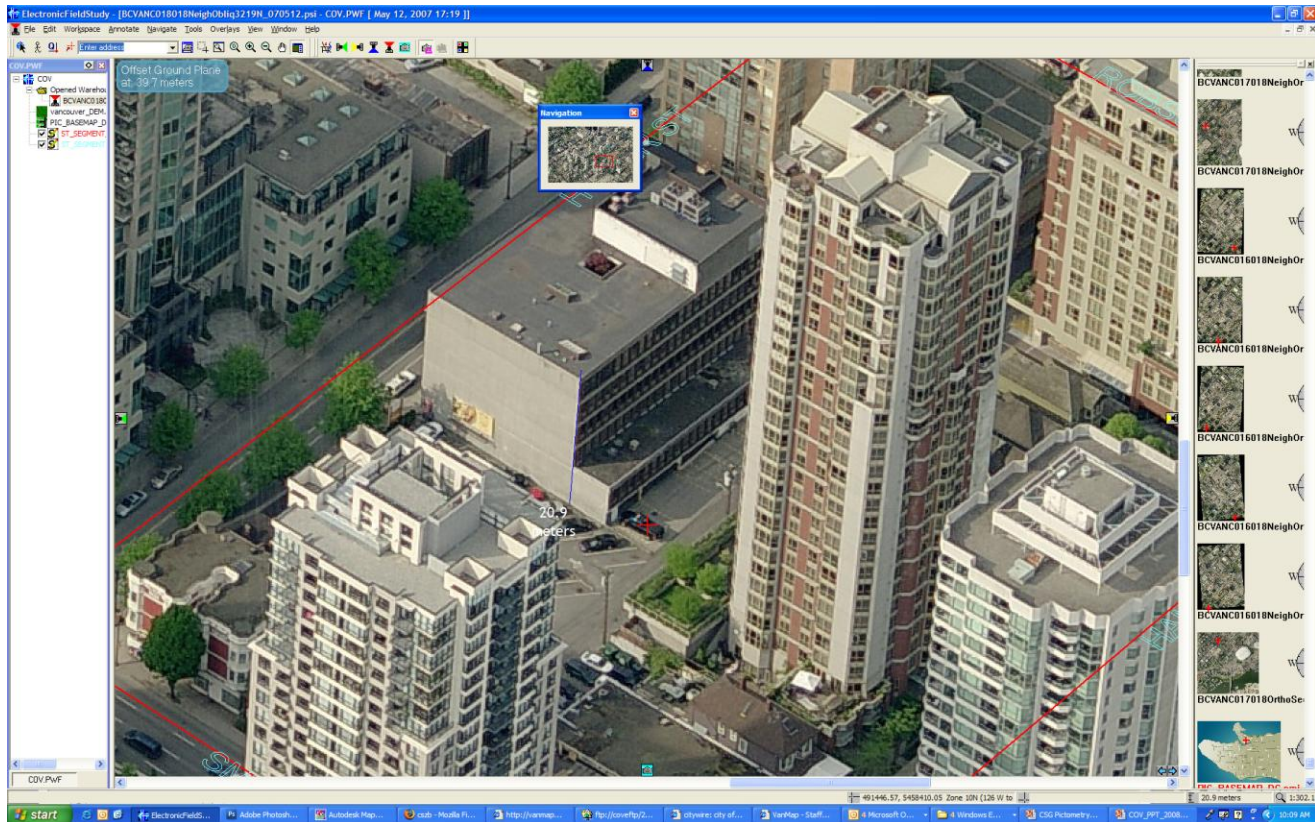 ElectronicFieldStudy - [BCVANC018018NeighObliq3219N_070512.psi - COV.PWF [ May 12, 2007 17:19 ]]
File Edit Workspace Annotate Navigate Tools Overlays View Window Help
Enter address
COV.PWF
COV
Opened Warehou
BCVANC018C
vancouver_DEM.
PIC_BASEMAP_D
ST_SEGMENT
ST_SEGMENT
COV.PWF
Offset Ground Plane
at: 39.7 meters
Navigation
20.9
meters
BCVANC017018NeighOr
W
BCVANC017018NeighOr
W
BCVANC016018NeighOr
W
BCVANC016018NeighOr
W
BCVANC016018NeighOr
W
BCVANC016018NeighOr
W
BCVANC016018NeighOr
W
BCVANC017018OrthoSe
W
491446.57, 5458410.05 Zone 10N (126 W to
20.9 meters
1:302.1
start
ElectronicFieldS...
Adobe Photosh...
Autodesk Map...
http://vanmap...
ftp://coveftp/2...
citywire: city of...
VanMap - Staff...
4 Microsoft O...
4 Windows E...
CSG Pictometry...
COV_PPT_2008...
10:09 AM